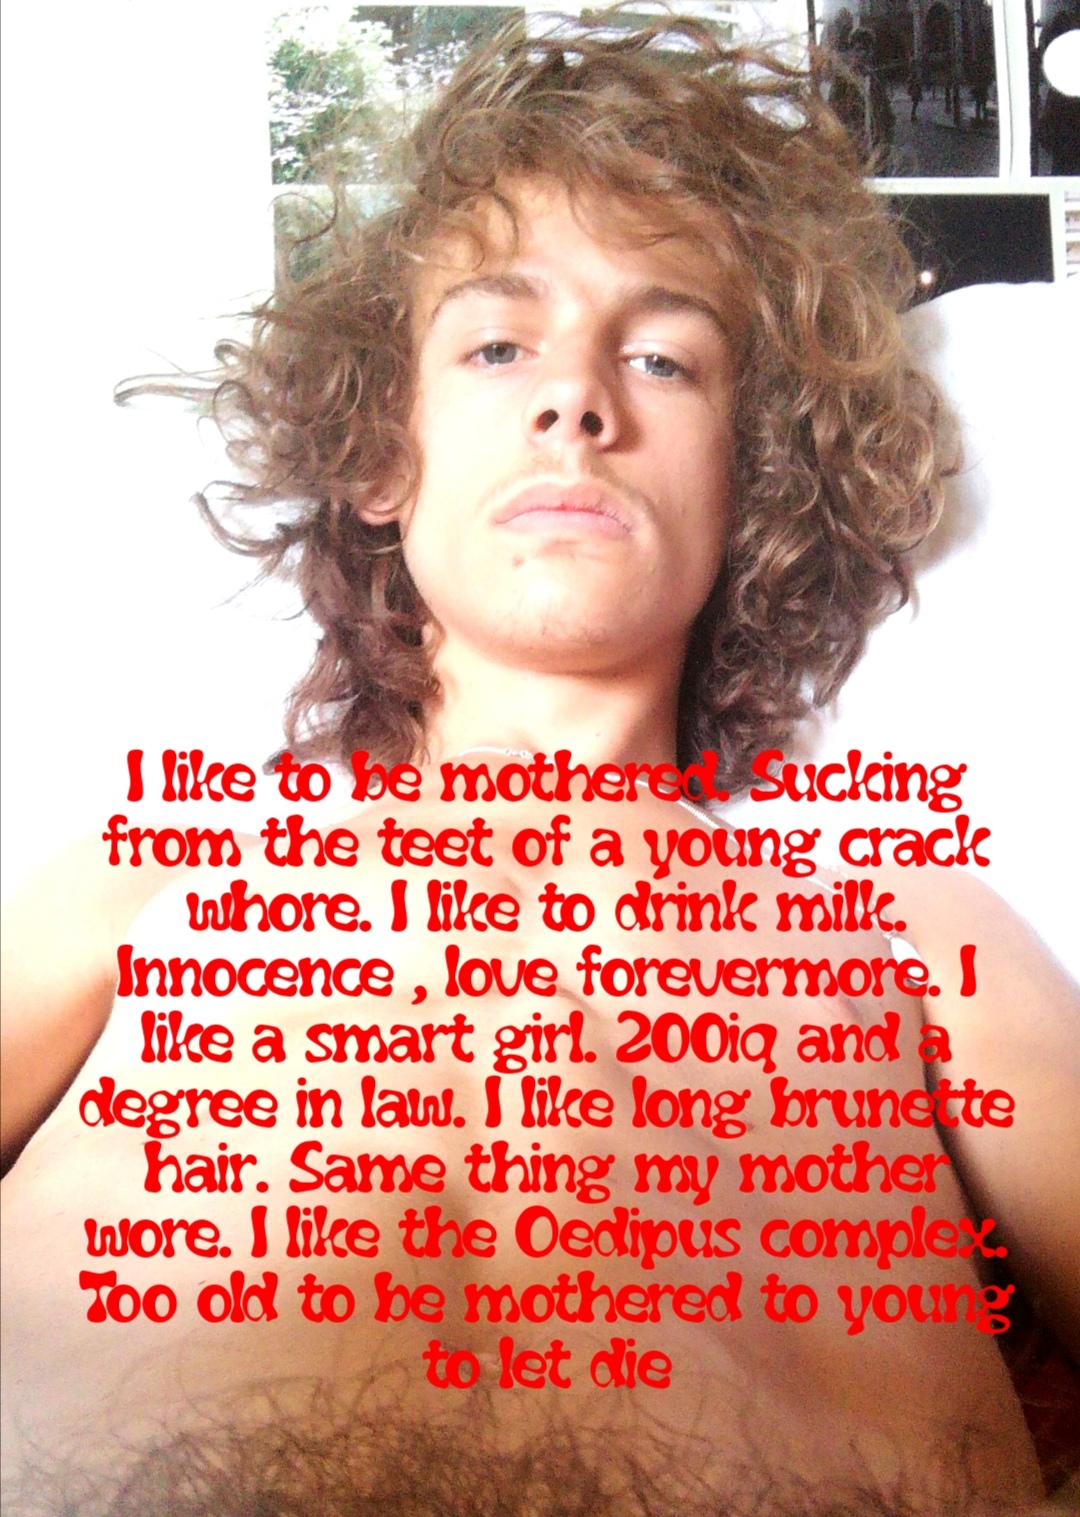 I like to be mothered. Sucking
from the teet of a young crack
whore. I like to drink milk.
Innocence , love forevermore. I
like a smart girl. 200iq and a
degree in law. I like long brunette
hair. Same thing my mother
wore. I like the Oedipus complex.
Too old to be mothered to young
to let die